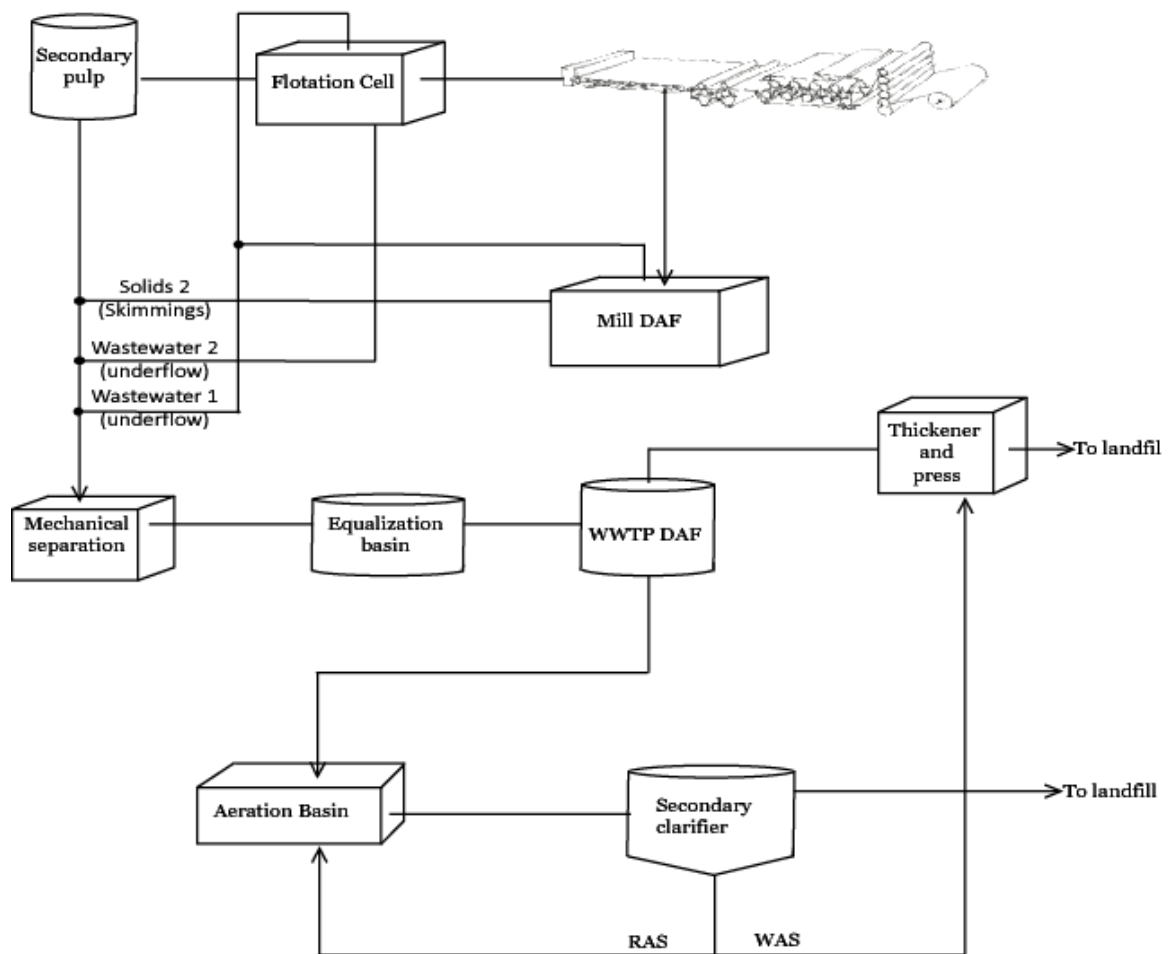 Secondary
pulp
Flotation Cell
Solids 2
(Skimmings)
Mill DAF
Wastewater 2
(underflow)
Wastewater 1
(underflow)
Thickener
and
press
To landfil
Mechanical
separation
Equalization
basin
WWTP DAF
Aeration Basin
Secondary
clarifier
To landfill
RAS
WAS